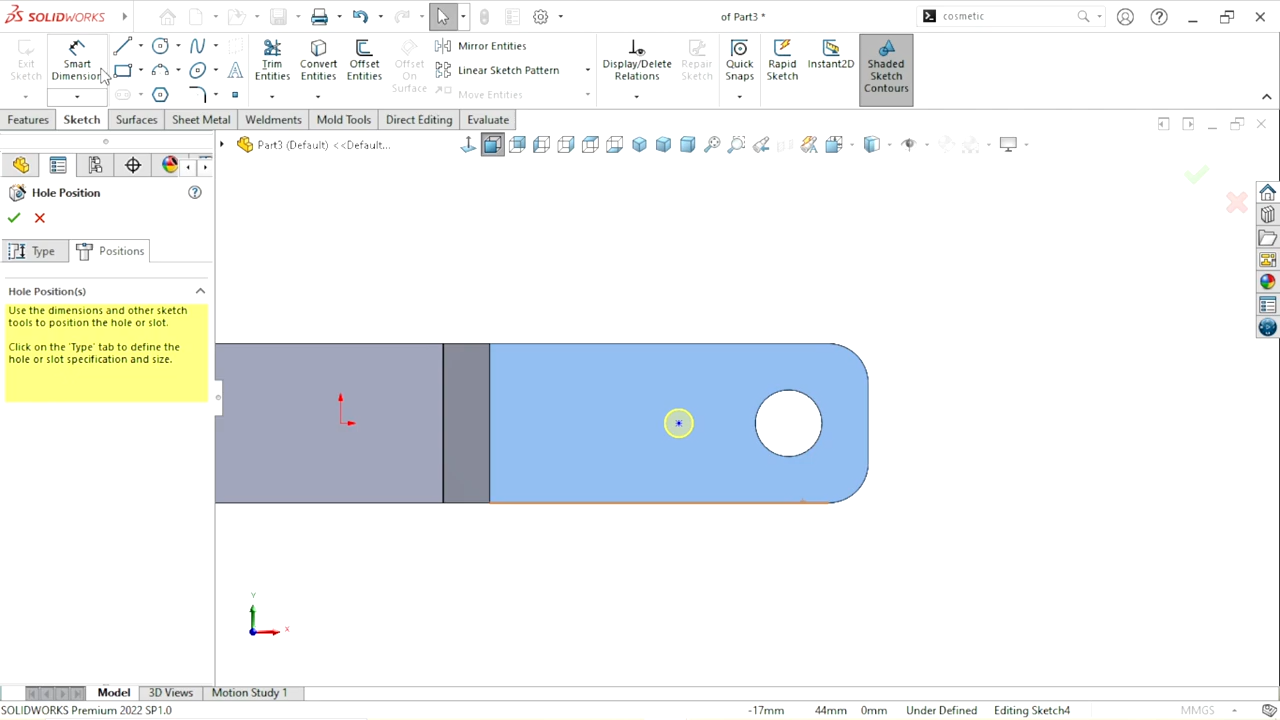 SOLIDWORKS
of Part3 *
cosmetic
Exit Sketch
Smart Dimension
Trim Entities
Convert Entities
Offset Entities
Offset On Surface
Mirror Entities
Linear Sketch Pattern
Move Entities
Display/Delete Relations
Repair Sketch
Quick Snaps
Rapid Sketch
Instant2D
Shaded Sketch Contours
Features
Sketch
Surfaces
Sheet Metal
Weldments
Mold Tools
Direct Editing
Evaluate
Part3 (Default) <<Default...
Hole Position
Type
Positions
Hole Position(s)
Use the dimensions and other sketch
tools to position the hole or slot.
Click on the 'Type' tab to define the
hole or slot specification and size.
Y
X
Model
3D Views
Motion Study 1
SOLIDWORKS Premium 2022 SP1.0
-17mm
44mm
0mm
Under Defined
Editing Sketch4
MMGS